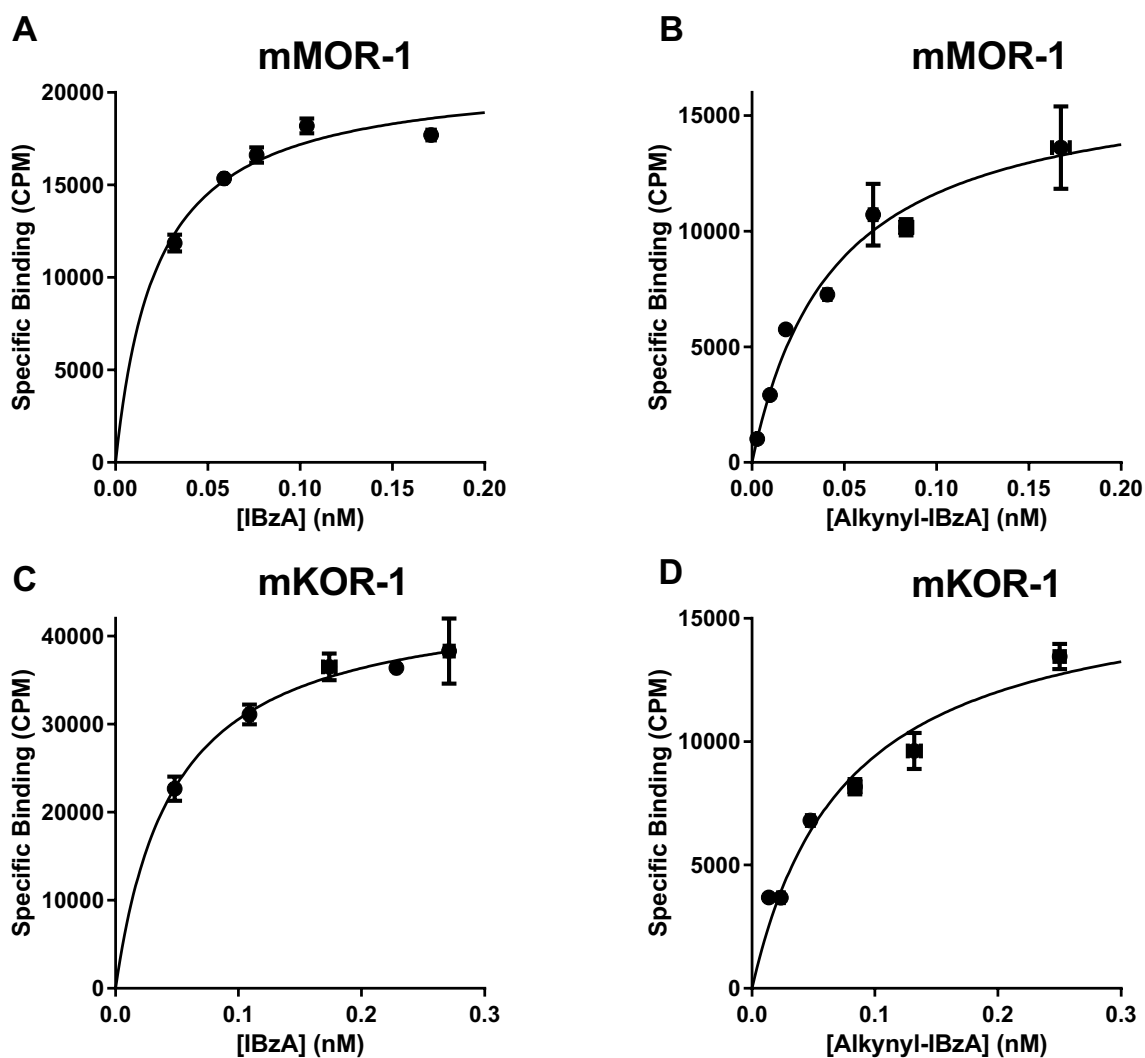 A
mMOR-1
Specific Binding (CPM)
20000
15000
10000
5000
0
0.00 0.05 0.10 0.15 0.20
[IBzA] (nM)
B
mMOR-1
Specific Binding (CPM)
15000
10000
5000
0
0.00 0.05 0.10 0.15 0.20
[Alkynyl-IBzA] (nM)
C
mKOR-1
Specific Binding (CPM)
40000
30000
20000
10000
0
0.0 0.1 0.2 0.3
[IBzA] (nM)
D
mKOR-1
Specific Binding (CPM)
15000
10000
5000
0
0.0 0.1 0.2 0.3
[Alkynyl-IBzA] (nM)